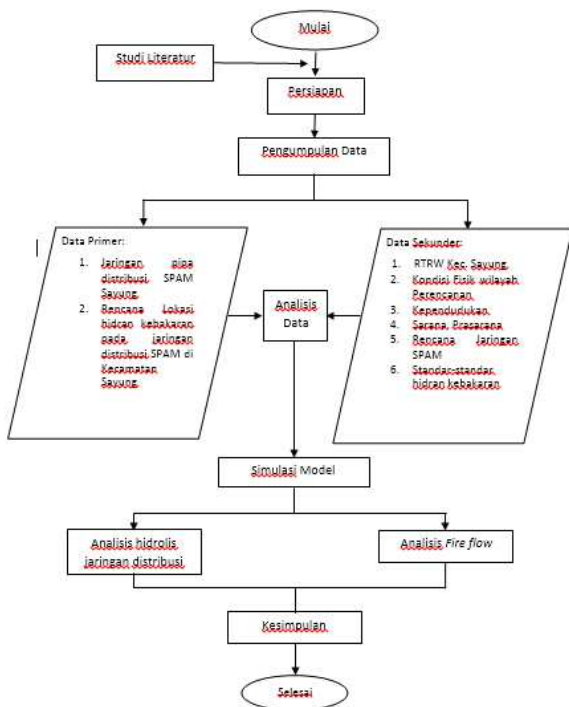 Mulai
Studi Literatur
Persiapan
Pengumpulan Data
Data Primer:
1. Jaringan pipa
distribusi SPAM
Sayung
2. Rencana Lokasi
hidran kebakaran
pada jaringan
distribusi SPAM di
Kecamatan
Sayung
Analisis
Data
Data Sekunder:
1. RTRW Kec. Sayung
2. Kondisi Fisik wilayah
Perencanan
3. Kependudukan
4. Sarana, Prasarana
5. Rencana Jaringan
SPAM
6. Standar-standar
hidran kebakaran
Simulasi Model
Analisis hidrolis
jaringan distribusi
Analisis Fire flow
Kesimpulan
Selesai